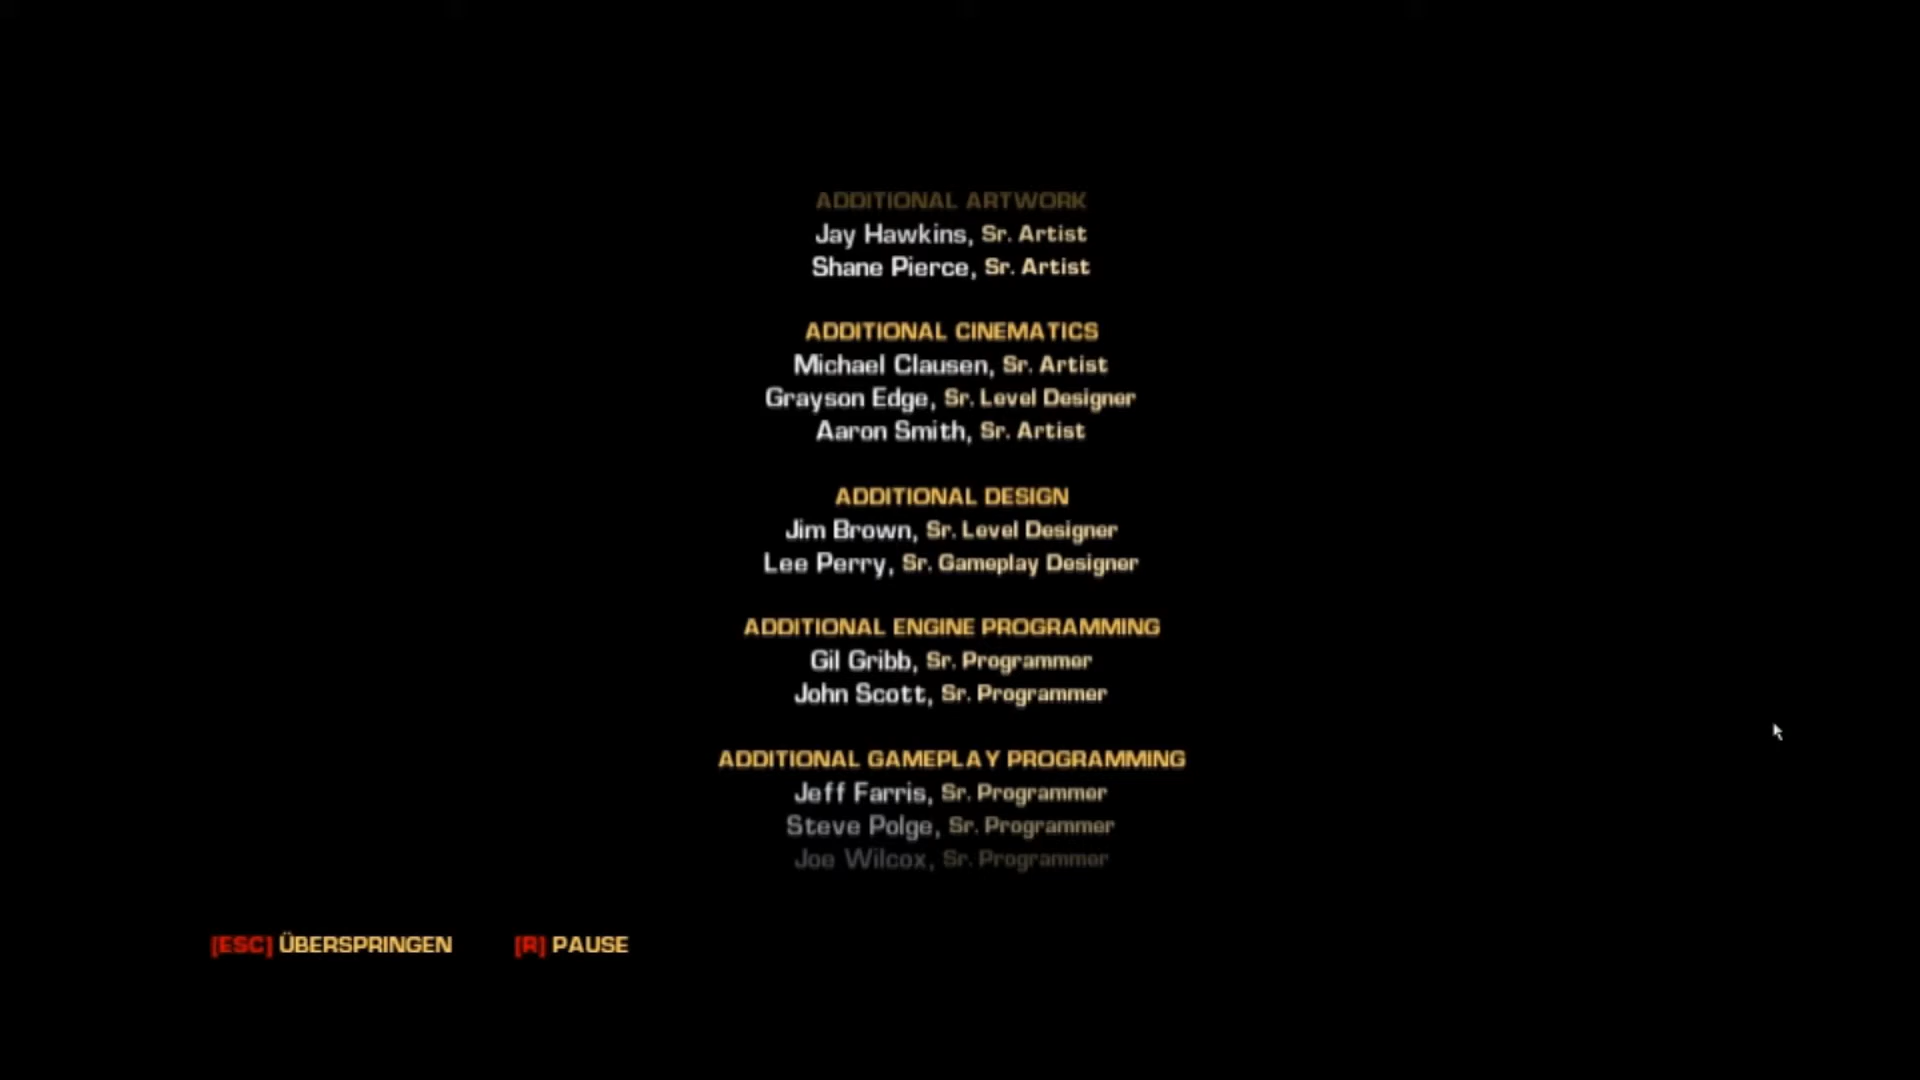 ADDITIONAL ARTWORK
Jay Hawkins, Sr. Artist
Shane Pierce, Sr. Artist
ADDITIONAL CINEMATICS
Michael Clausen, Sr. Artist
Grayson Edge, Sr. Level Designer
Aaron Smith, Sr. Artist
ADDITIONAL DESIGN
Jim Brown, Sr. Level Designer
Lee Perry, Sr. Gameplay Designer
ADDITIONAL ENGINE PROGRAMMING
Gil Gribb, Sr. Programmer
John Scott, Sr. Programmer
ADDITIONAL GAMEPLAY PROGRAMMING
Jeff Farris, Sr. Programmer
Steve Polge, Sr. Programmer
Joe Wilcox, Sr. Programmer
[ESC] ÜBERSPRINGEN [R] PAUSE